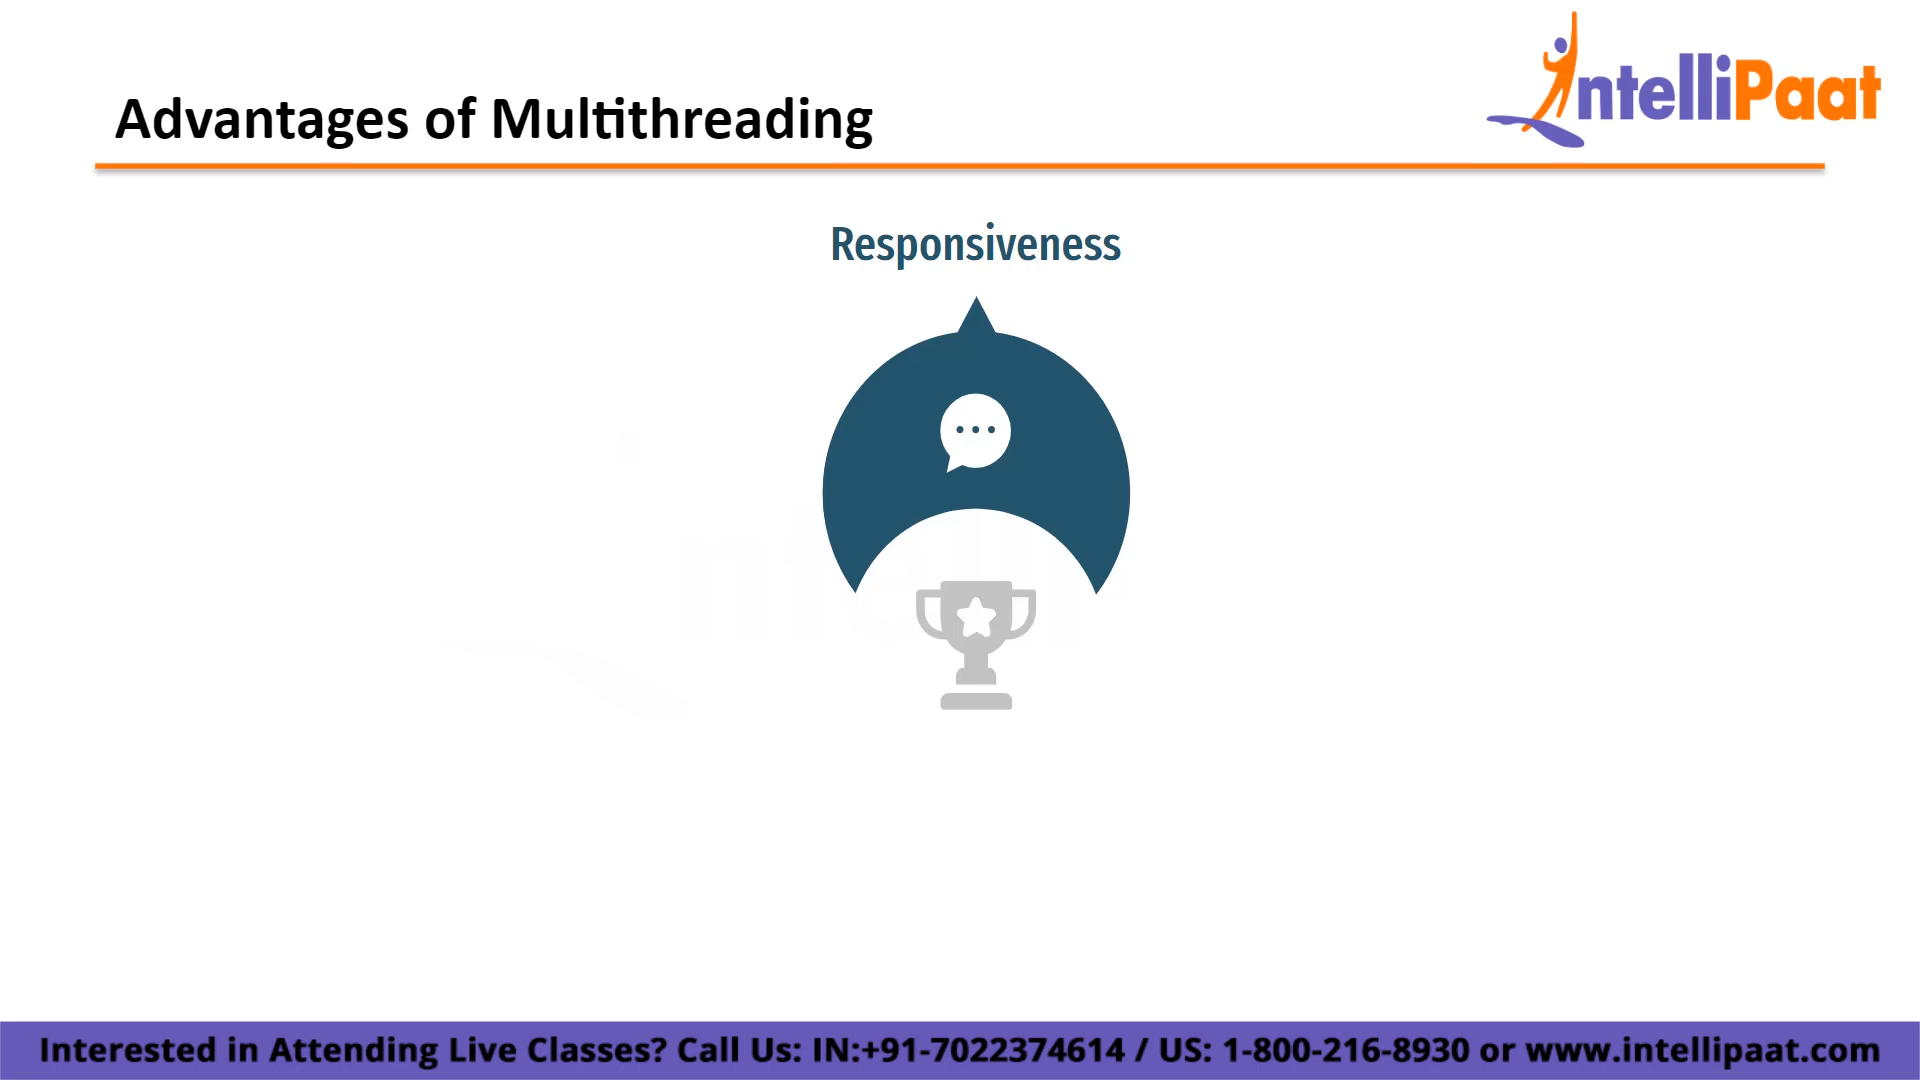 IntelliPaat
Advantages of Multithreading
Responsiveness
Interested in Attending Live Classes? Call Us: IN:+91-7022374614 / US: 1-800-216-8930 or www.intellipaat.com